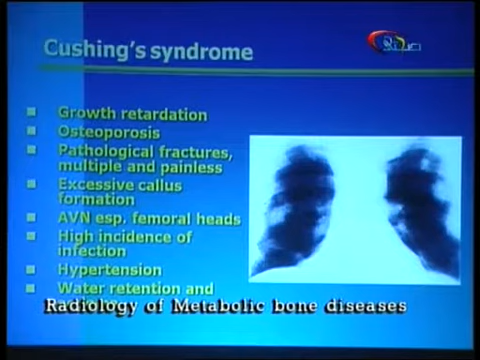 Cushing's syndrome
Growth retardation
Osteoporosis
Pathological fractures,
multiple and painless
Excessive callus
formation
AVN esp. femoral heads
High incidence of
infection
Hypertension
Water retention and
Radiology of Metabolic bone diseases